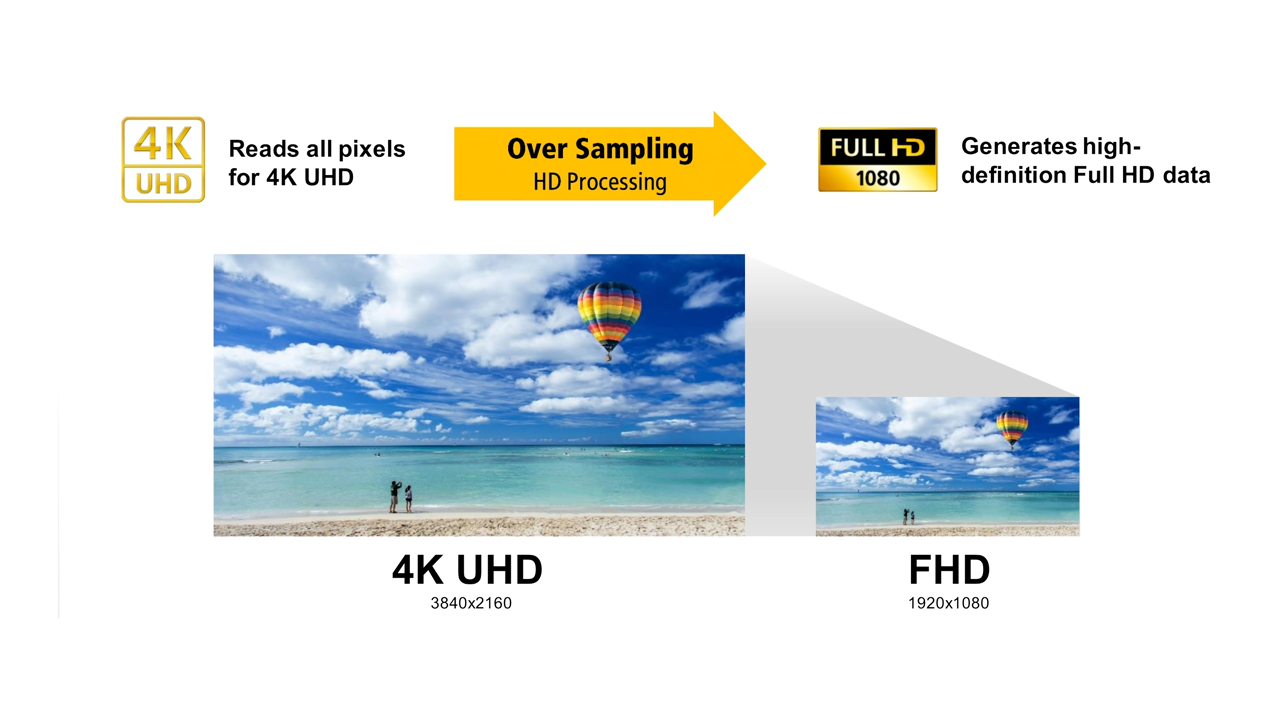 4K
UHD
Reads all pixels
for 4K UHD
Over Sampling
HD Processing
FULL HD
1080
Generates high-
definition Full HD data
4K UHD
3840x2160
FHD
1920x1080